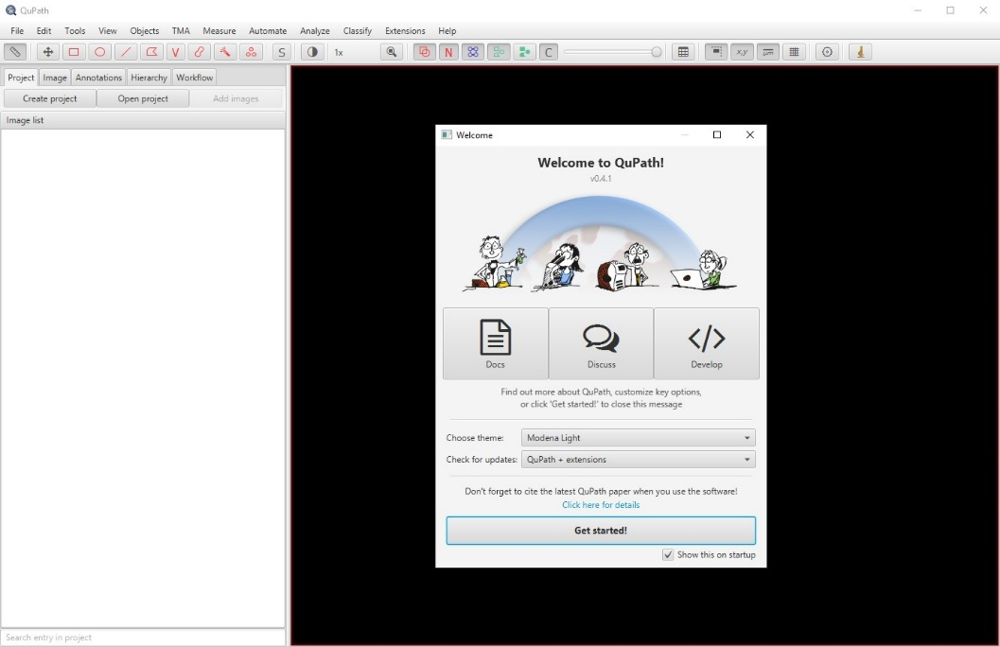 QuPath
File Edit Tools View Objects TMA Measure Automate Analyze Classify Extensions Help
V S 1x N C x,y μm
Project Image Annotations Hierarchy Workflow
Create project Open project Add images
Image list
Welcome
Welcome to QuPath!
v0.4.1
Docs Discuss Develop
Find out more about QuPath, customize key options,
or click 'Get started!' to close this message
Choose theme: Modena Light
Check for updates: QuPath + extensions
Don't forget to cite the latest QuPath paper when you use the software!
Click here for details
Get started!
Show this on startup
Search entry in project